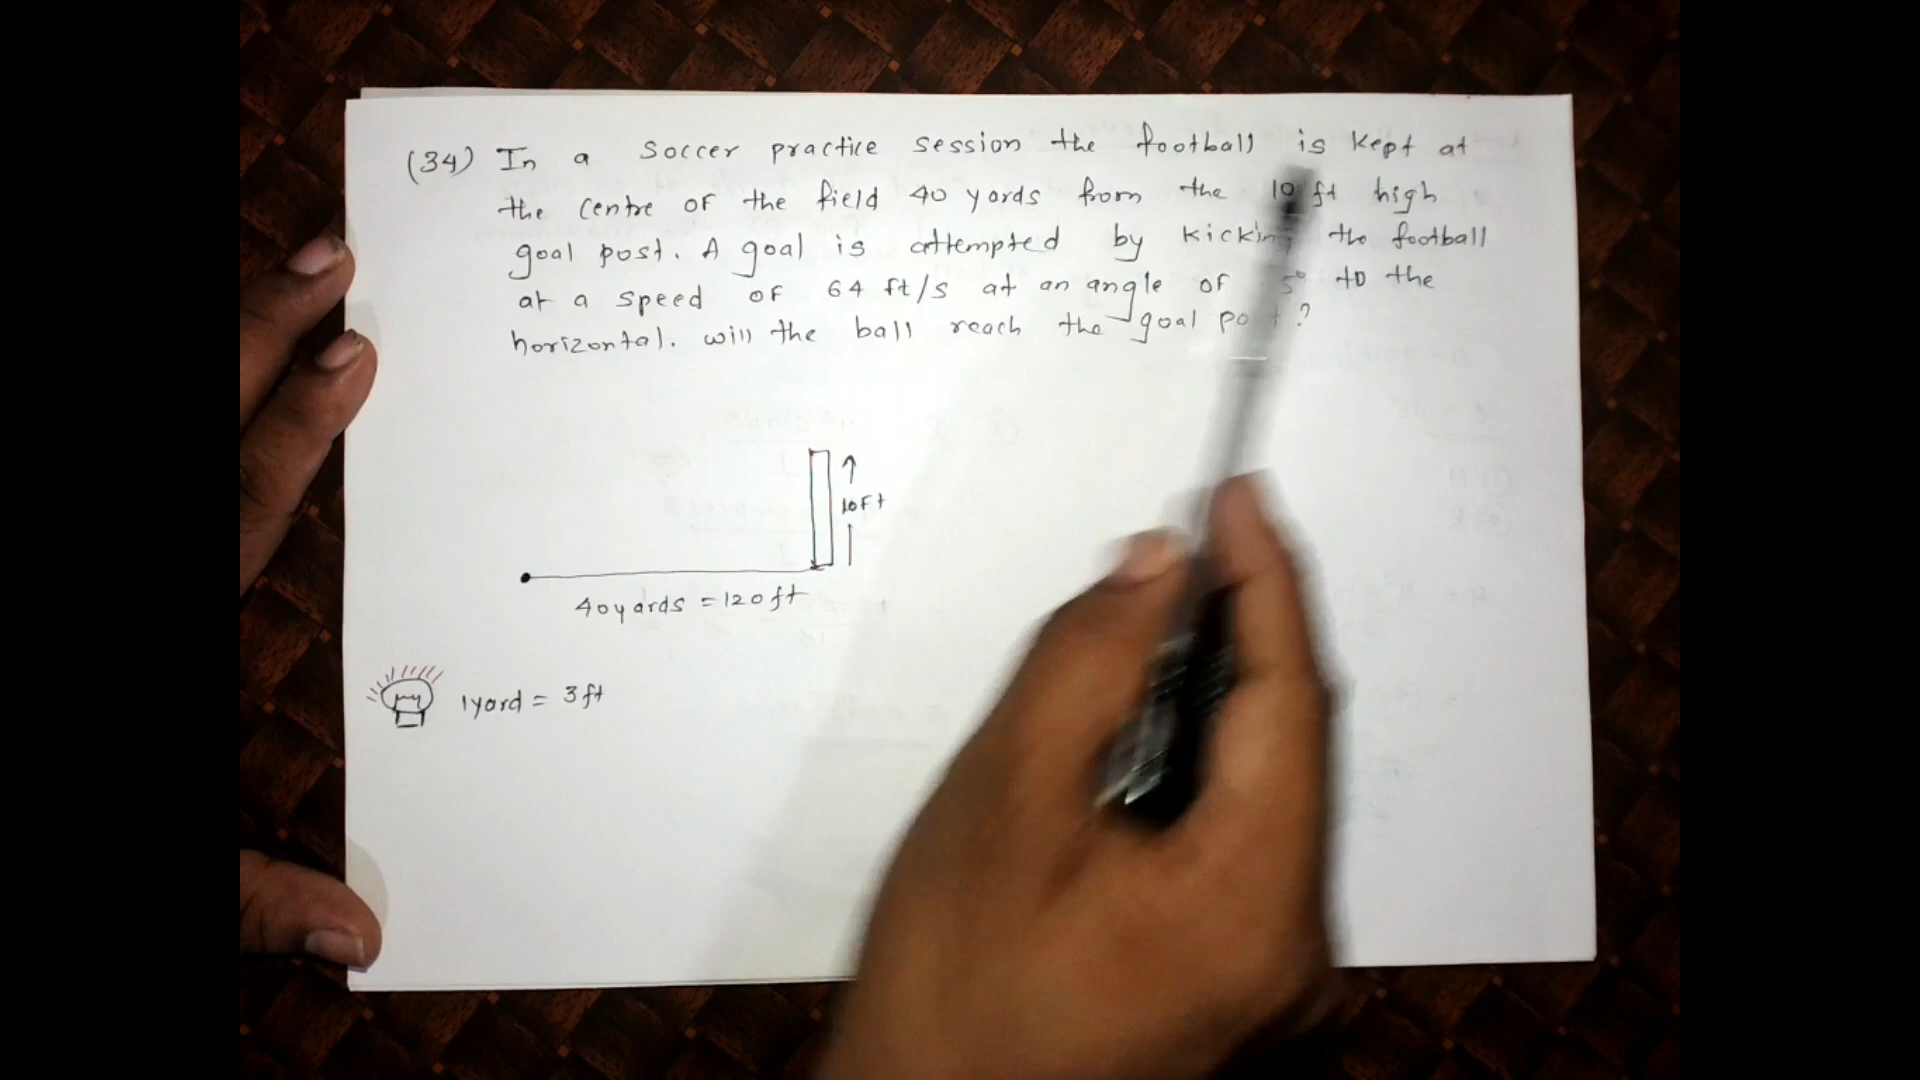 (34) In a soccer practice session the football is kept at
the centre of the field 40 yards from the 10 ft high
goal post. A goal is attempted by kicking the football
at a speed of 64 ft/s at an angle of 5° to the
horizontal. will the ball reach the goal post?
10Ft
40yards = 120ft
1yard = 3ft